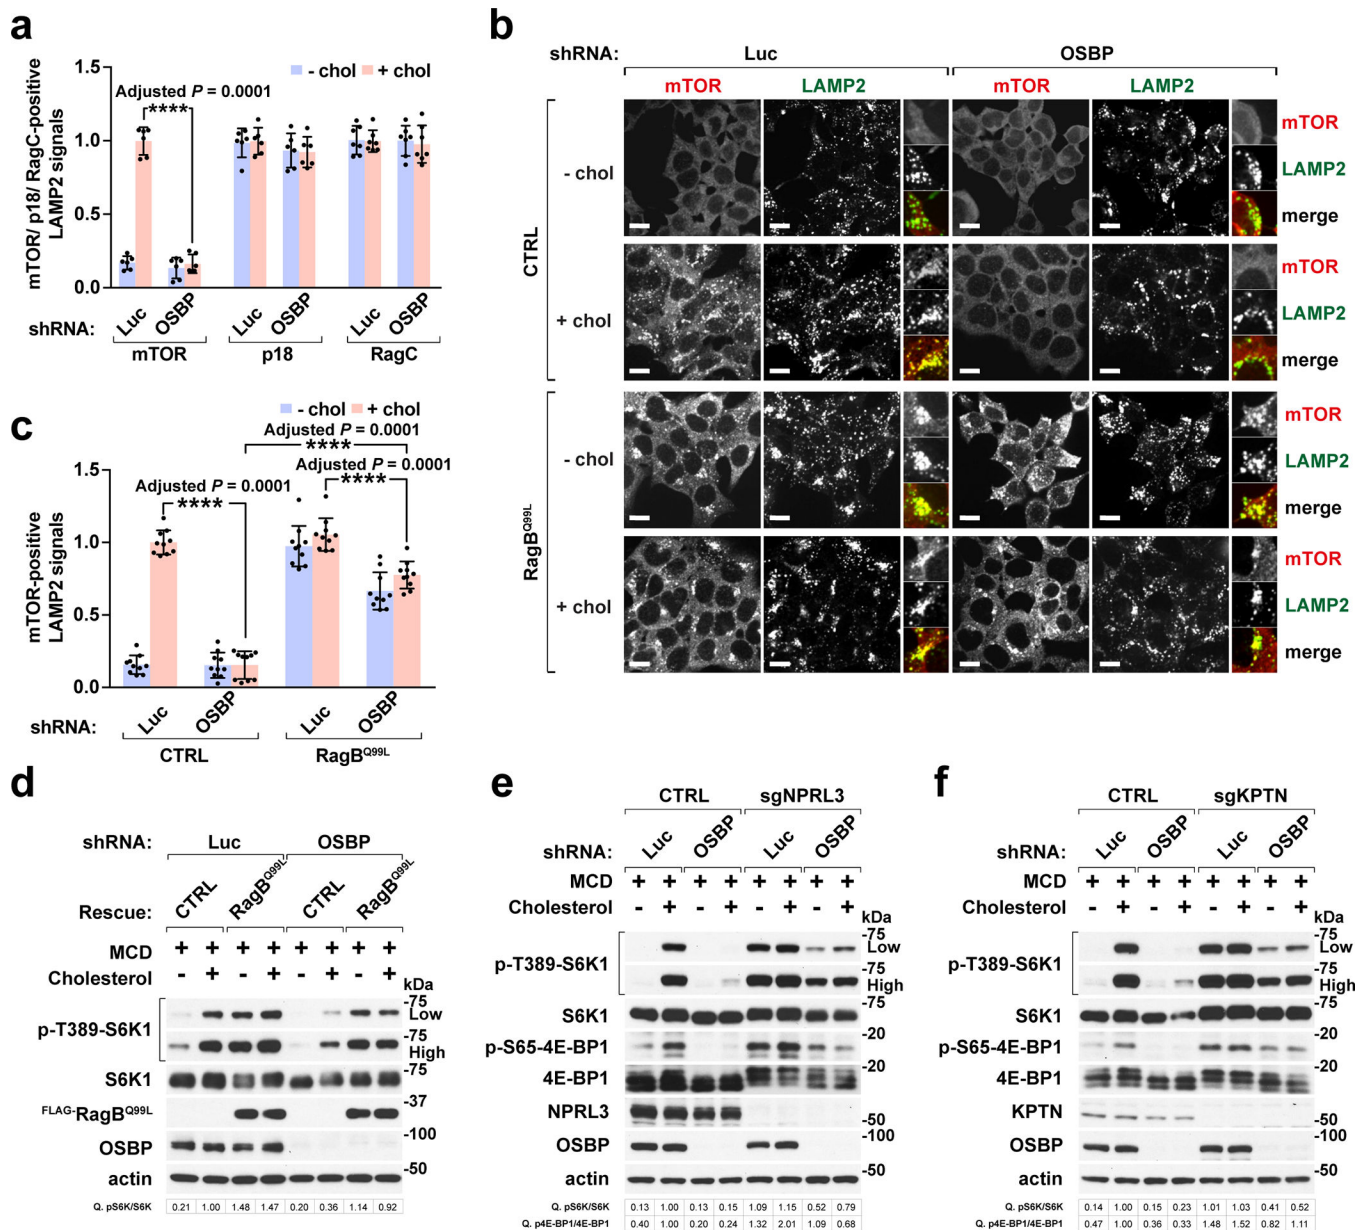 a
- chol + chol
Adjusted P = 0.0001
****
mTOR/ p18/ RagC-positive
LAMP2 signals
1.5
1.0
0.5
0.0
shRNA: Luc OSBP Luc OSBP Luc OSBP
mTOR p18 RagC
b
shRNA: Luc OSBP
mTOR LAMP2 mTOR LAMP2
CTRL
- chol
mTOR
LAMP2
merge
+ chol
mTOR
LAMP2
merge
RagBQ99L
- chol
mTOR
LAMP2
merge
+ chol
mTOR
LAMP2
merge
c
- chol + chol
Adjusted P = 0.0001
****
Adjusted P = 0.0001
****
Adjusted P = 0.0001
****
mTOR-positive
LAMP2 signals
1.5
1.0
0.5
0.0
shRNA: Luc OSBP Luc OSBP
CTRL RagBQ99L
d
shRNA: Luc OSBP
Rescue: CTRL RagBQ99L CTRL RagBQ99L
MCD + + + + + + + +
Cholesterol - + - + - + - +
kDa
p-T389-S6K1
-75
Low
-75
High
S6K1 -75
FLAG-RagBQ99L -37
OSBP -100
actin -50
Q. pS6K/S6K 0.21 1.00 1.48 1.47 0.20 0.36 1.14 0.92
e
CTRL sgNPRL3
shRNA: Luc OSBP Luc OSBP
MCD + + + + + + + +
Cholesterol - + - + - + - +
kDa
p-T389-S6K1
-75
Low
-75
High
S6K1 -75
p-S65-4E-BP1 -20
4E-BP1 -20
NPRL3 -50
OSBP -100
actin -50
Q. pS6K/S6K 0.13 1.00 0.13 0.15 1.09 1.15 0.52 0.79
Q. p4E-BP1/4E-BP1 0.40 1.00 0.20 0.24 1.32 2.01 1.09 0.68
f
CTRL sgKPTN
shRNA: Luc OSBP Luc OSBP
MCD + + + + + + + +
Cholesterol - + - + - + - +
kDa
p-T389-S6K1
-75
Low
-75
High
S6K1 -75
p-S65-4E-BP1 -20
4E-BP1 -20
KPTN -50
OSBP -100
actin -50
Q. pS6K/S6K 0.14 1.00 0.15 0.23 1.01 1.03 0.41 0.52
Q. p4E-BP1/4E-BP1 0.47 1.00 0.36 0.33 1.48 1.28 0.82 1.11